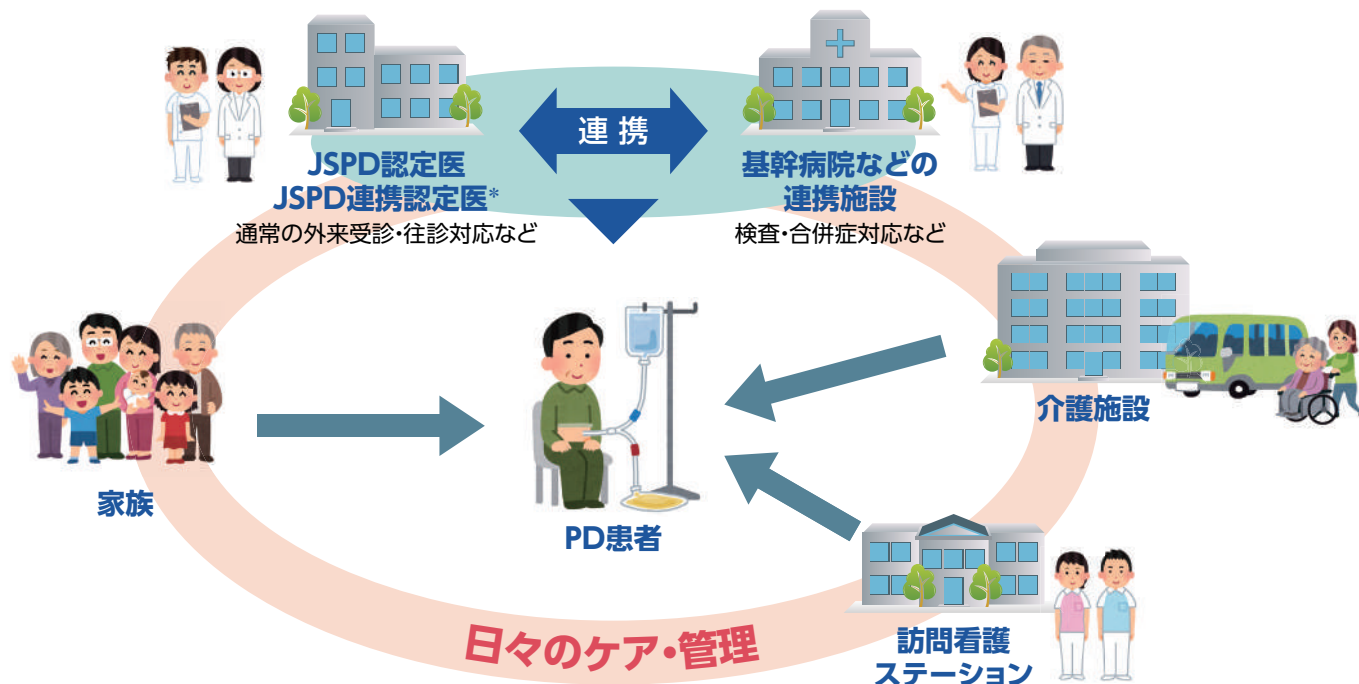 連携
JSPD認定医
JSPD連携認定医*
通常の外来受診・往診対応など
基幹病院などの
連携施設
検査・合併症対応など
家族
PD患者
介護施設
訪問看護
ステーション
日々のケア・管理